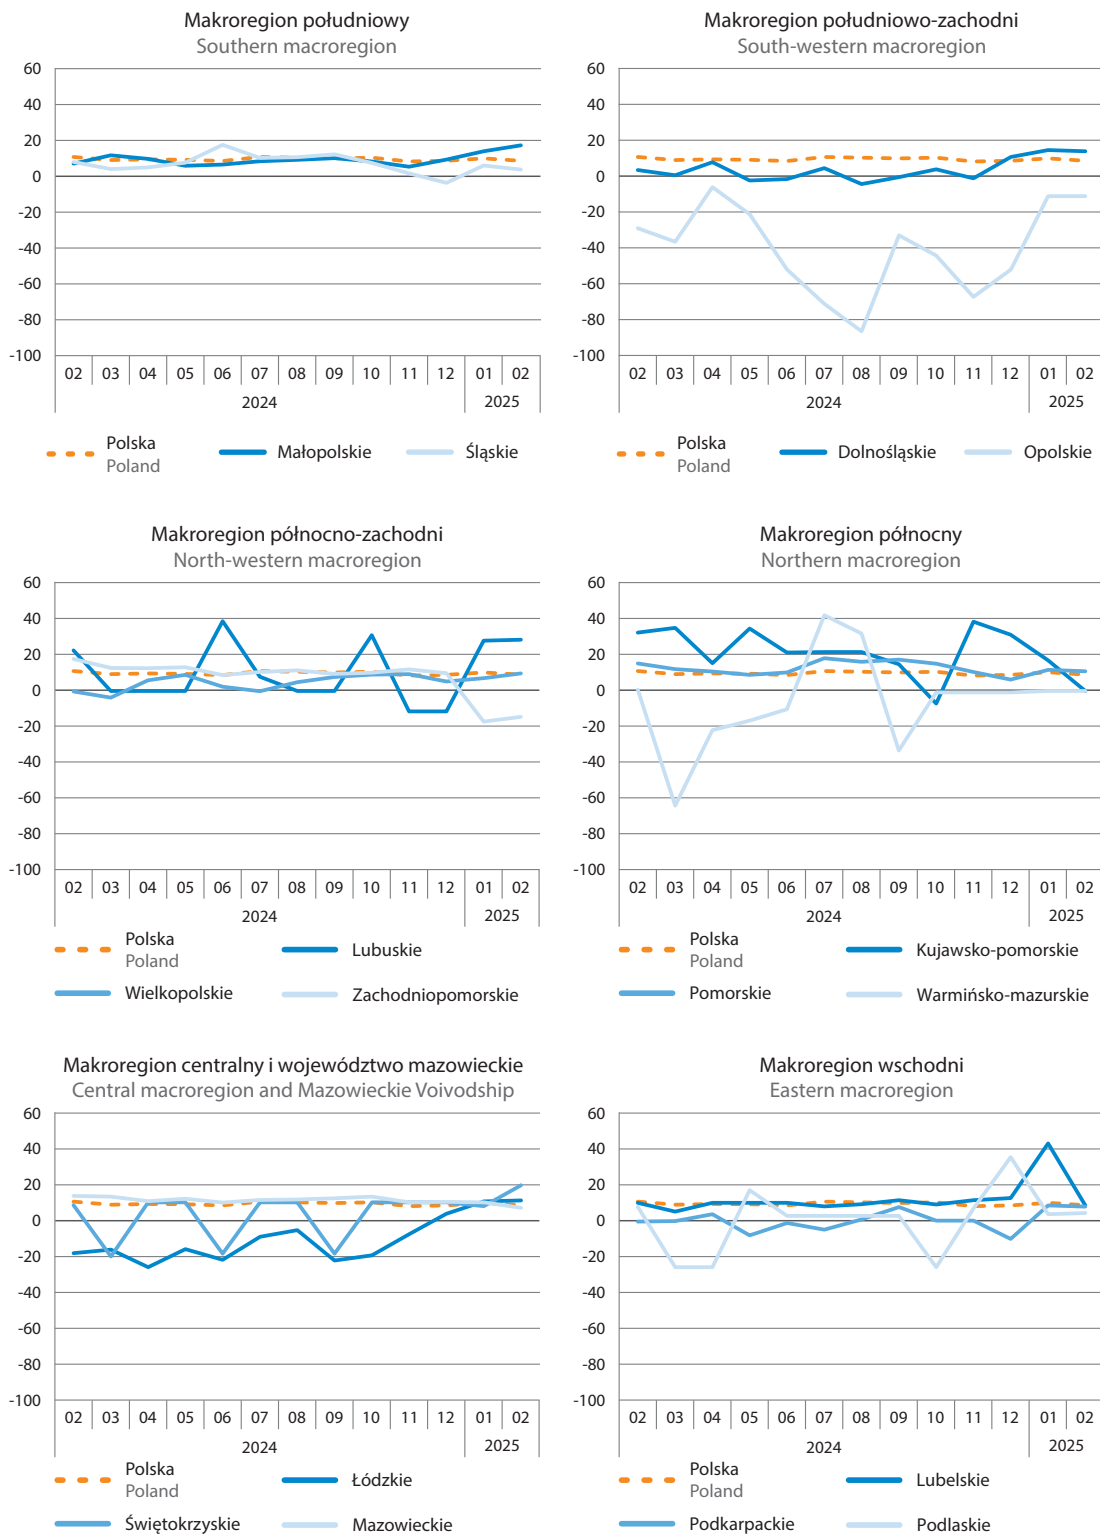 Makroregion południowy
Southern macroregion
60
40
20
0
-20
-40
-60
-80
-100
02 03 04 05 06 07 08 09 10 11 12 01 02
2024 2025
Polska
Poland
Małopolskie
Śląskie
Makroregion południowo-zachodni
South-western macroregion
60
40
20
0
-20
-40
-60
-80
-100
02 03 04 05 06 07 08 09 10 11 12 01 02
2024 2025
Polska
Poland
Dolnośląskie
Opolskie
Makroregion północno-zachodni
North-western macroregion
60
40
20
0
-20
-40
-60
-80
-100
02 03 04 05 06 07 08 09 10 11 12 01 02
2024 2025
Polska
Poland
Lubuskie
Wielkopolskie
Zachodniopomorskie
Makroregion północny
Northern macroregion
60
40
20
0
-20
-40
-60
-80
-100
02 03 04 05 06 07 08 09 10 11 12 01 02
2024 2025
Polska
Poland
Kujawsko-pomorskie
Pomorskie
Warmińsko-mazurskie
Makroregion centralny i województwo mazowieckie
Central macroregion and Mazowieckie Voivodship
60
40
20
0
-20
-40
-60
-80
-100
02 03 04 05 06 07 08 09 10 11 12 01 02
2024 2025
Polska
Poland
Łódzkie
Świętokrzyskie
Mazowieckie
Makroregion wschodni
Eastern macroregion
60
40
20
0
-20
-40
-60
-80
-100
02 03 04 05 06 07 08 09 10 11 12 01 02
2024 2025
Polska
Poland
Lubelskie
Podkarpackie
Podlaskie